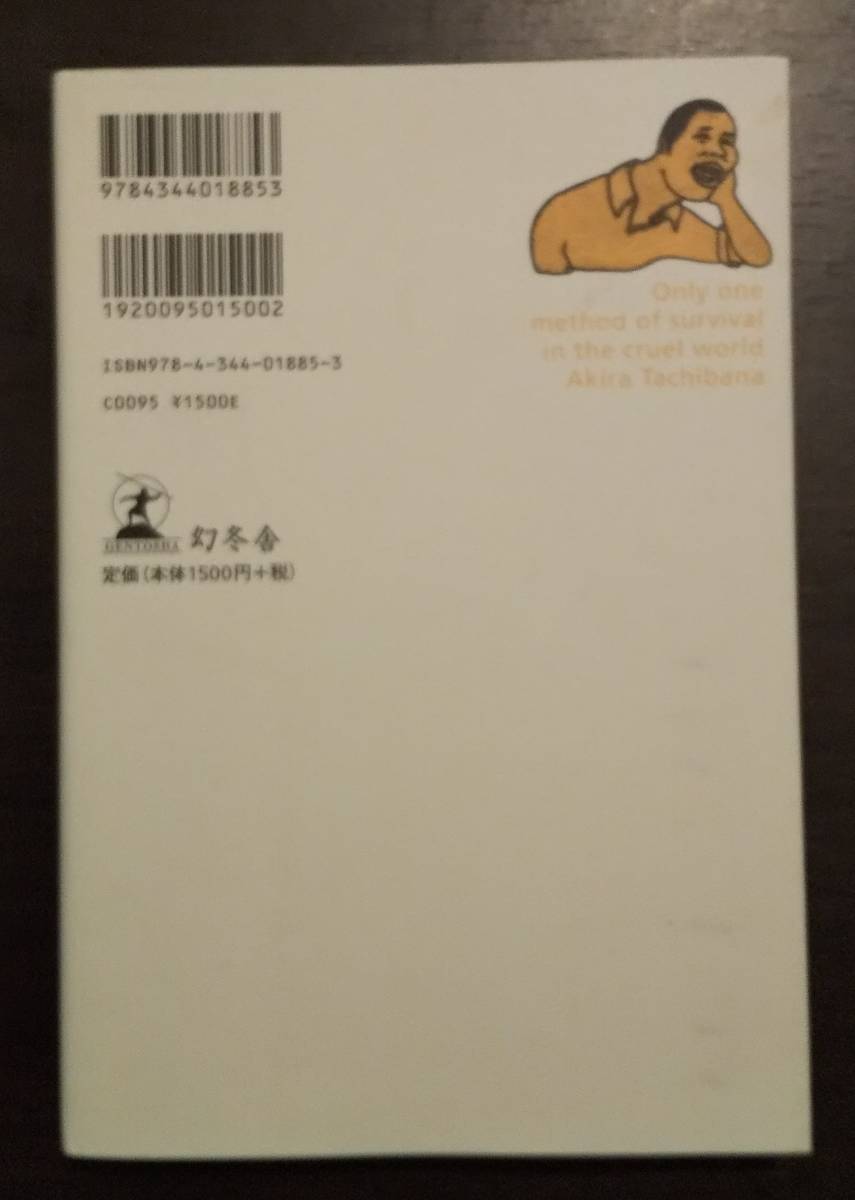 9784344018853
1920095015002
ISBN978-4-344-01885-3
C0095 ¥1500E
GENTOSHA 幻冬舎
定価(本体1500円+税)
Only one
method of survival
in the cruel world
Akira Tachibana